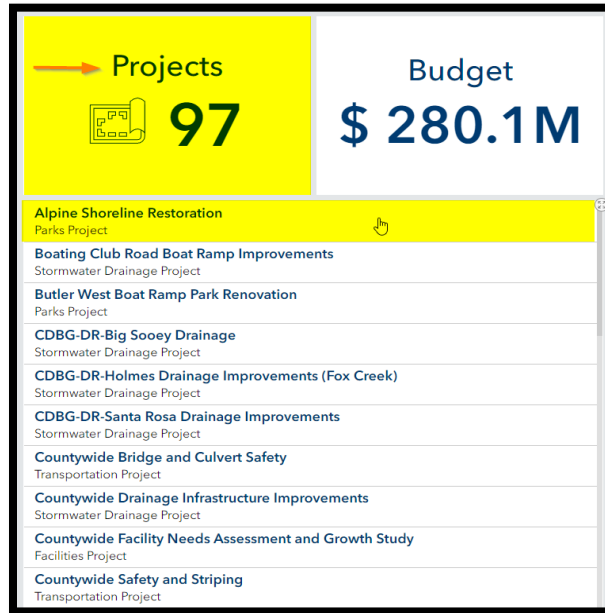 Projects
97
Budget
$ 280.1M
Alpine Shoreline Restoration
Parks Project
Boating Club Road Boat Ramp Improvements
Stormwater Drainage Project
Butler West Boat Ramp Park Renovation
Parks Project
CDBG-DR-Big Sooey Drainage
Stormwater Drainage Project
CDBG-DR-Holmes Drainage Improvements (Fox Creek)
Stormwater Drainage Project
CDBG-DR-Santa Rosa Drainage Improvements
Stormwater Drainage Project
Countywide Bridge and Culvert Safety
Transportation Project
Countywide Drainage Infrastructure Improvements
Stormwater Drainage Project
Countywide Facility Needs Assessment and Growth Study
Facilities Project
Countywide Safety and Striping
Transportation Project